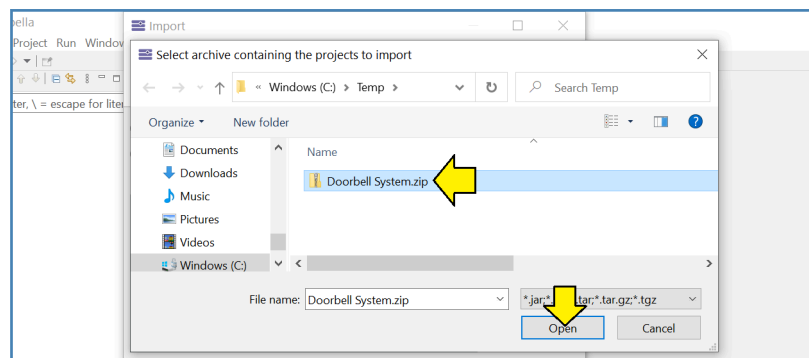 ella
Import
Project Run Window
Select archive containing the projects to import
Windows (C:) Temp
Search Temp
ter, \ = escape for liter
Organize
New folder
Documents
Downloads
Music
Pictures
Videos
Windows (C:)
Name
Doorbell System.zip
File name:
Doorbell System.zip
*.jar;*. .tar;*.tar.gz;*.tgz
Open
Cancel